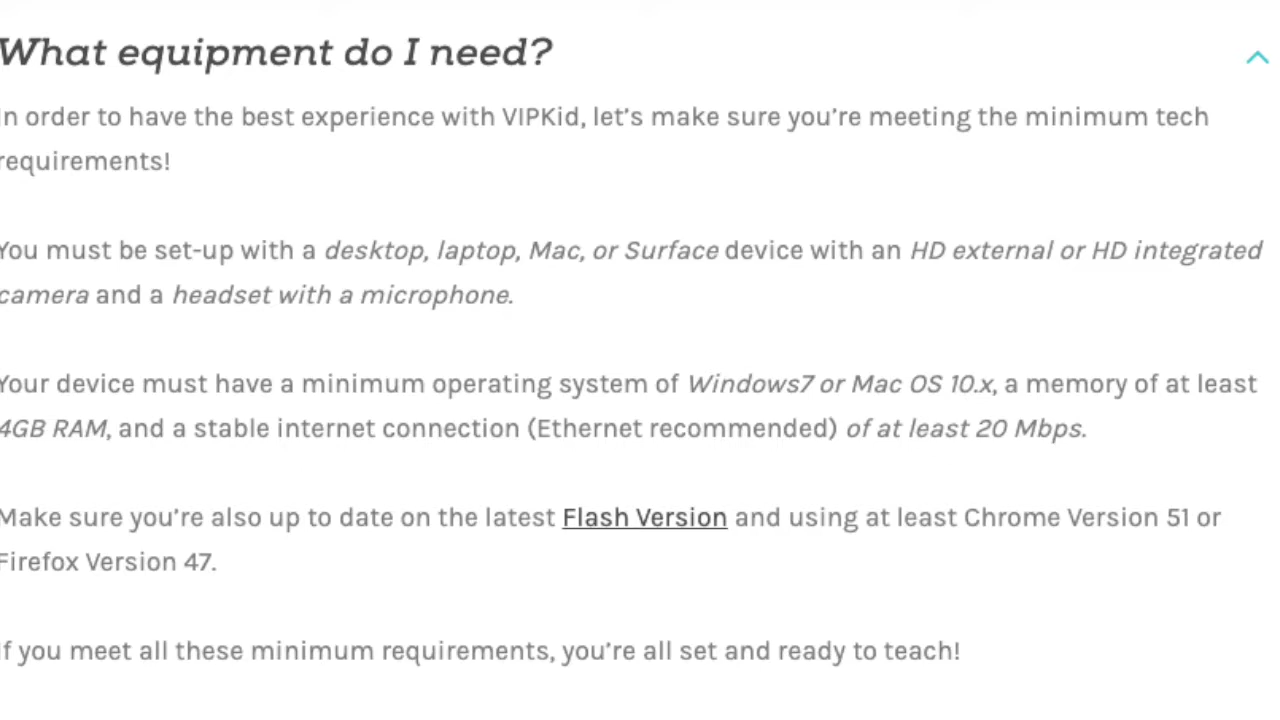 What equipment do I need?
In order to have the best experience with VIPKid, let's make sure you're meeting the minimum tech
requirements!
You must be set-up with a desktop, laptop, Mac, or Surface device with an HD external or HD integrated
camera and a headset with a microphone.
Your device must have a minimum operating system of Windows7 or Mac OS 10.x, a memory of at least
4GB RAM, and a stable internet connection (Ethernet recommended) of at least 20 Mbps.
Make sure you're also up to date on the latest Flash Version and using at least Chrome Version 51 or
Firefox Version 47.
If you meet all these minimum requirements, you're all set and ready to teach!